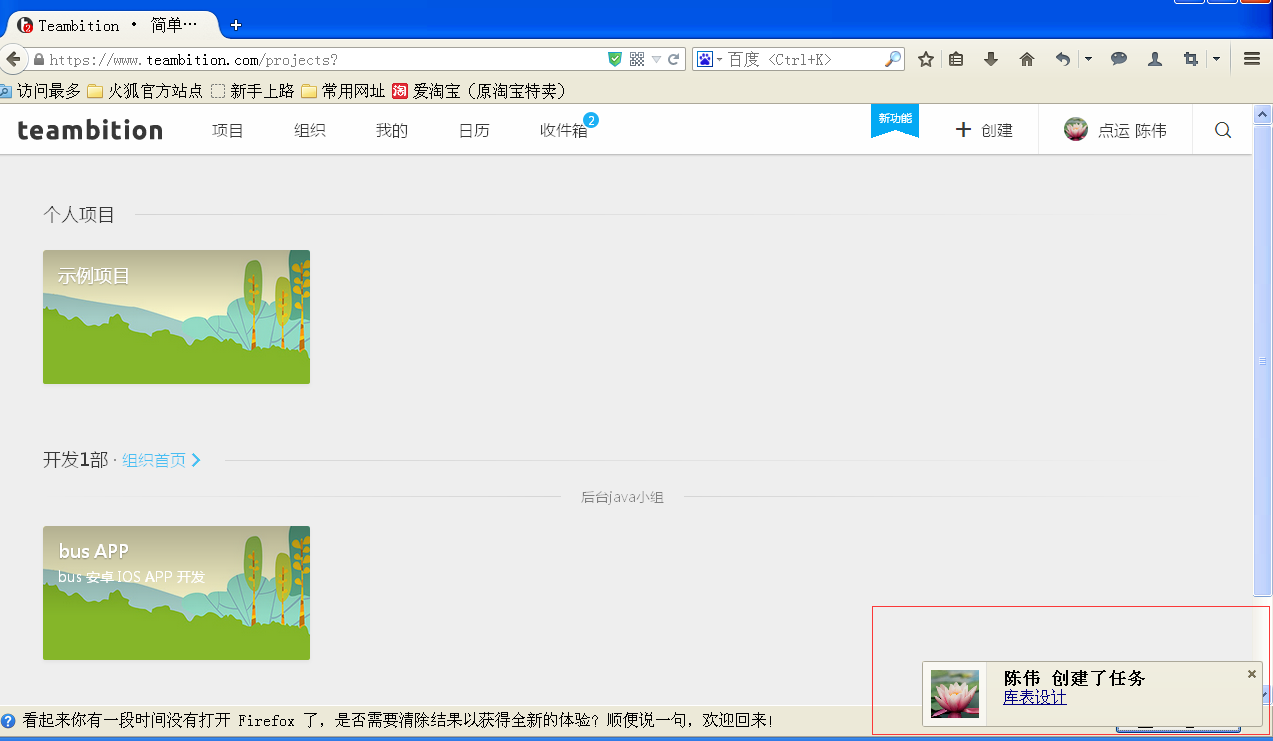 Teambition · 简单…
https://www.teambition.com/projects?
百度 <Ctrl+K>
访问最多 火狐官方站点 新手上路 常用网址 淘 爱淘宝（原淘宝特卖）
teambition 项目 组织 我的 日历 收件箱 2 新功能 + 创建 点运 陈伟
个人项目
示例项目
开发1部 · 组织首页
后台java小组
bus APP
bus 安卓 IOS APP 开发
陈伟 创建了任务
库表设计
看起来你有一段时间没有打开 Firefox 了，是否需要清除结果以获得全新的体验？顺便说一句，欢迎回来！